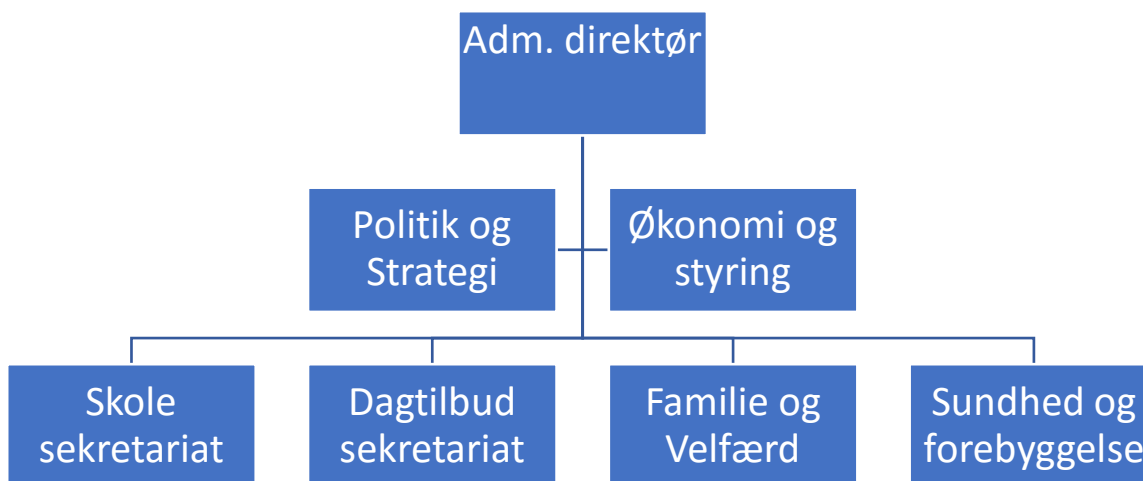 Adm. direktør
Politik og
Strategi
Økonomi og
styring
Skole
sekretariat
Dagtilbud
sekretariat
Familie og
Velfærd
Sundhed og
forebyggelse